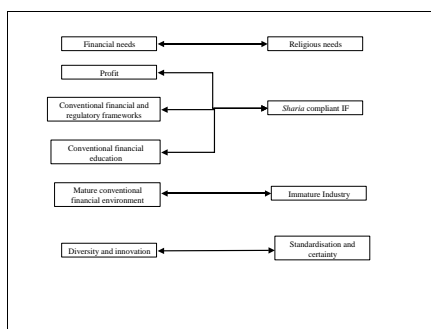 Financial needs
Religious needs
Profit
Conventional financial and
regulatory frameworks
Sharia compliant IF
Conventional financial
education
Mature conventional
financial environment
Immature Industry
Diversity and innovation
Standardisation and
certainty